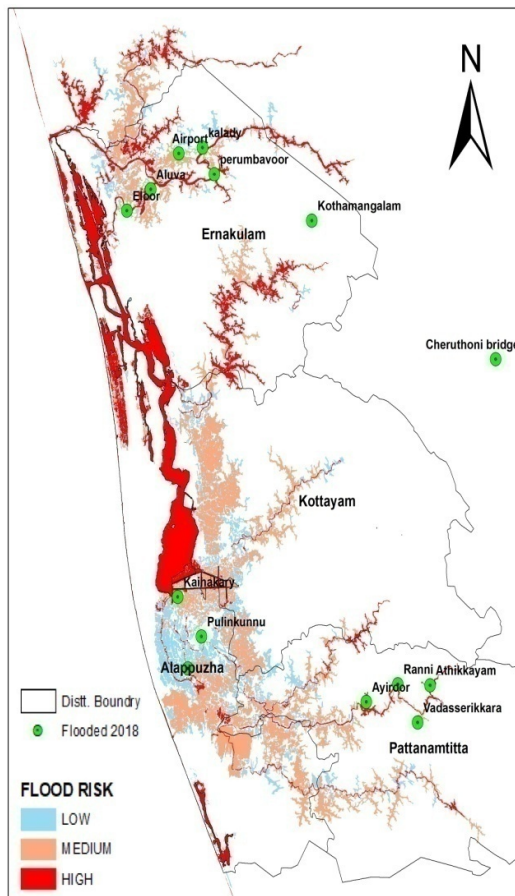 N
kalady
Airport
perumbavoor
Aluva
Eloor
Kothamangalam
Ernakulam
Cheruthoni bridge
Kottayam
Kainakary
Pulinkunnu
Alappuzha
Ranni
Athikkayam
Ayiroor
Vadasserikkara
Pattanamtitta
Distt. Boundry
Flooded 2018
FLOOD RISK
LOW
MEDIUM
HIGH